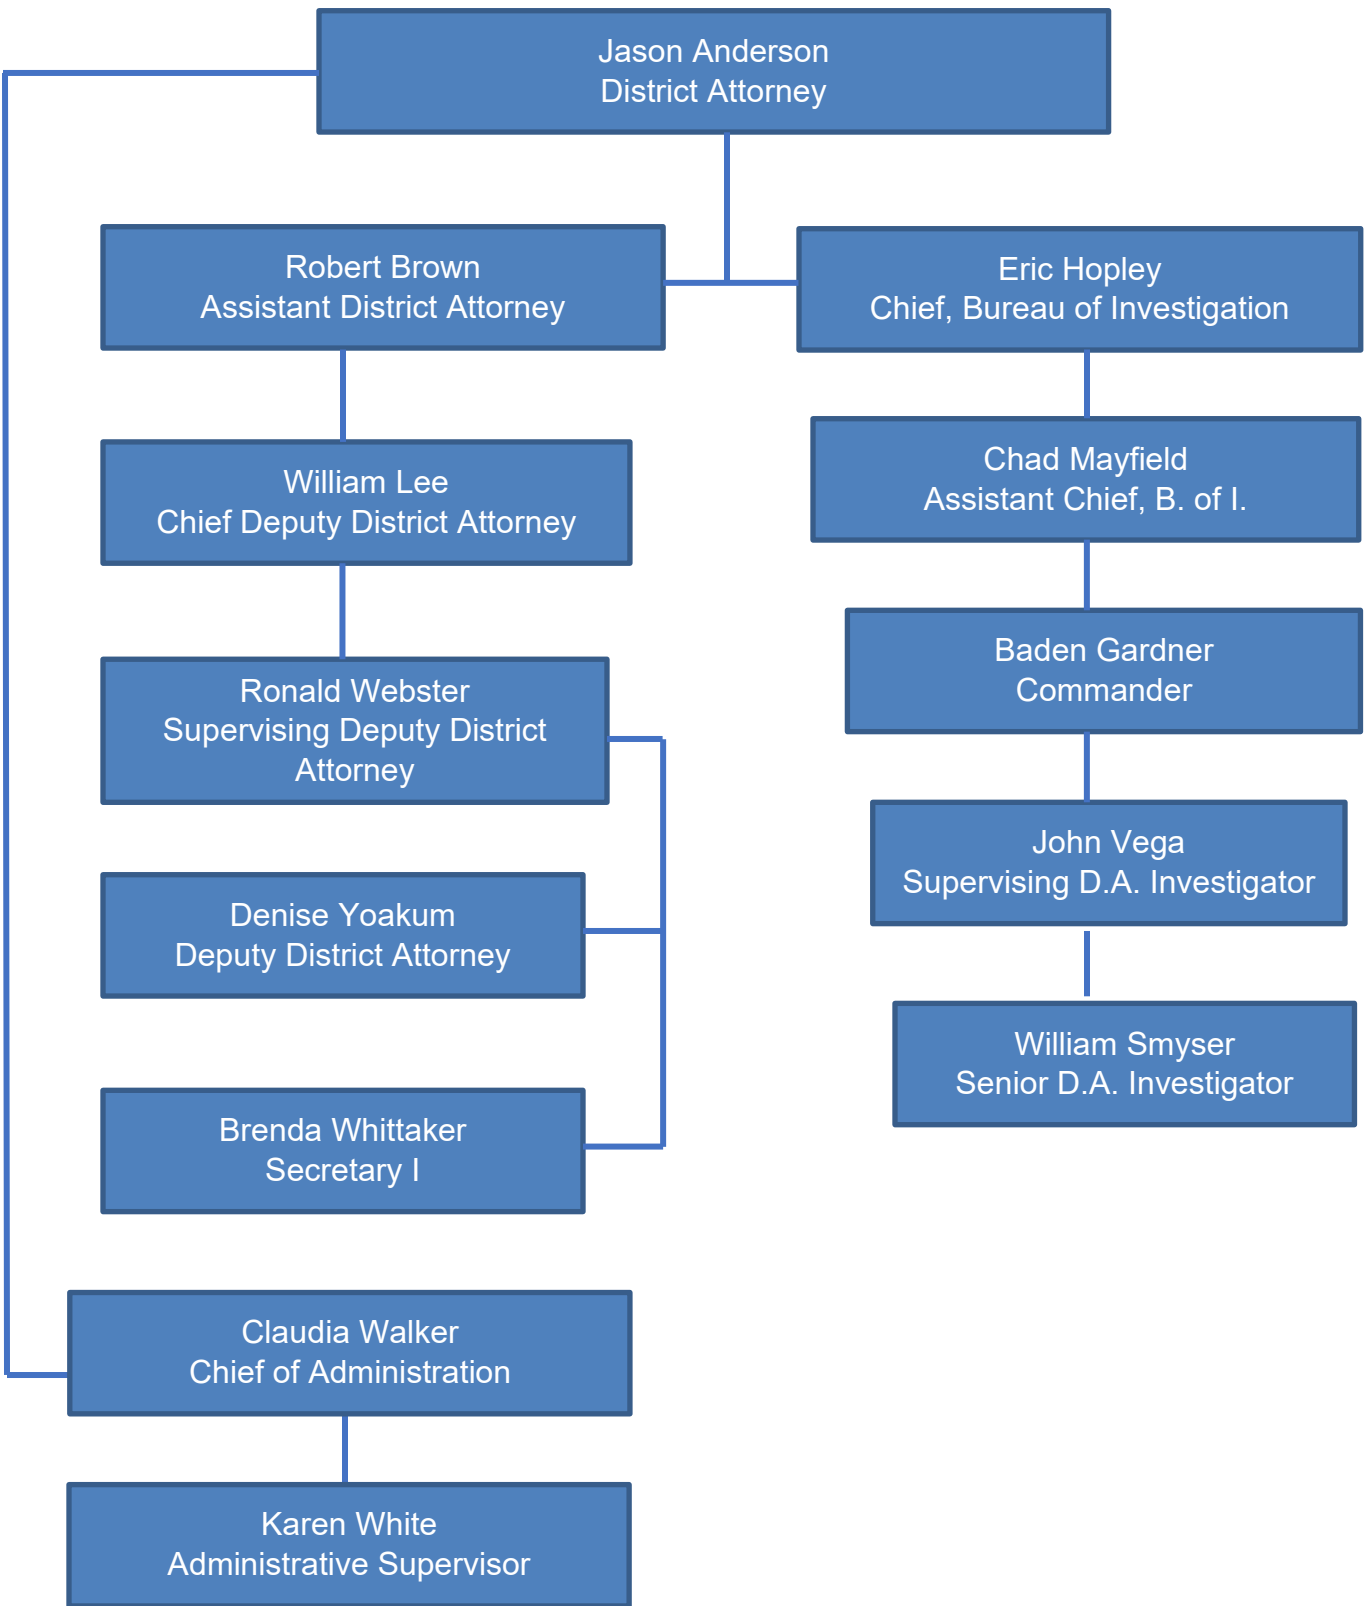 Jason Anderson
District Attorney
Robert Brown
Assistant District Attorney
Eric Hopley
Chief, Bureau of Investigation
William Lee
Chief Deputy District Attorney
Chad Mayfield
Assistant Chief, B. of I.
Ronald Webster
Supervising Deputy District
Attorney
Baden Gardner
Commander
Denise Yoakum
Deputy District Attorney
John Vega
Supervising D.A. Investigator
Brenda Whittaker
Secretary I
William Smyser
Senior D.A. Investigator
Claudia Walker
Chief of Administration
Karen White
Administrative Supervisor